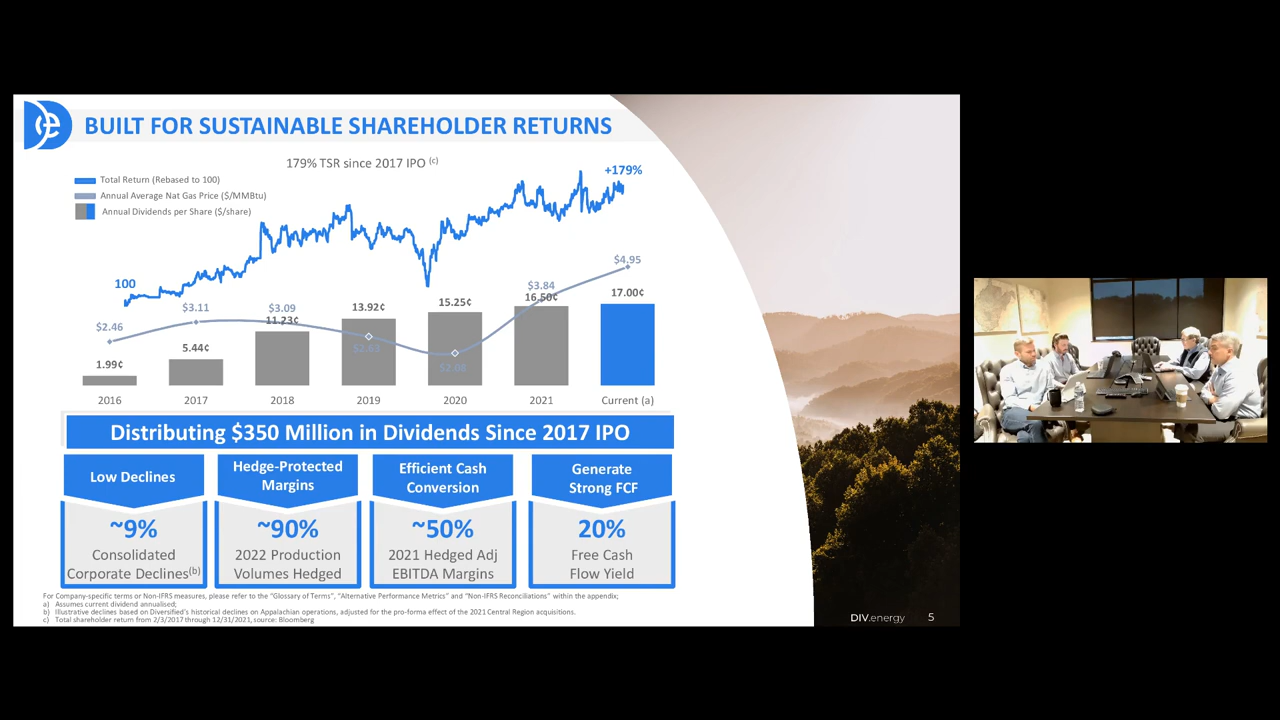 BUILT FOR SUSTAINABLE SHAREHOLDER RETURNS
179% TSR since 2017 IPO (c)
Total Return (Rebased to 100)
Annual Average Nat Gas Price ($/MMBtu)
Annual Dividends per Share ($/share)
+179%
100
$2.46
$3.11
$3.09
$2.63
$2.08
$3.84
$4.95
1.99¢
5.44¢
11.23¢
13.92¢
15.25¢
16.50¢
17.00¢
2016
2017
2018
2019
2020
2021
Current (a)
Distributing $350 Million in Dividends Since 2017 IPO
Low Declines
~9%
Consolidated
Corporate Declines(b)
Hedge-Protected
Margins
~90%
2022 Production
Volumes Hedged
Efficient Cash
Conversion
~50%
2021 Hedged Adj
EBITDA Margins
Generate
Strong FCF
20%
Free Cash
Flow Yield
For Company-specific terms or Non-IFRS measures, please refer to the "Glossary of Terms", "Alternative Performance Metrics" and "Non-IFRS Reconciliations" within the appendix;
a) Assumes current dividend annualised;
b) Illustrative declines based on Diversified's historical declines on Appalachian operations, adjusted for the pro-forma effect of the 2021 Central Region acquisitions.
c) Total shareholder return from 2/3/2017 through 12/31/2021, source: Bloomberg
DIV.energy 5